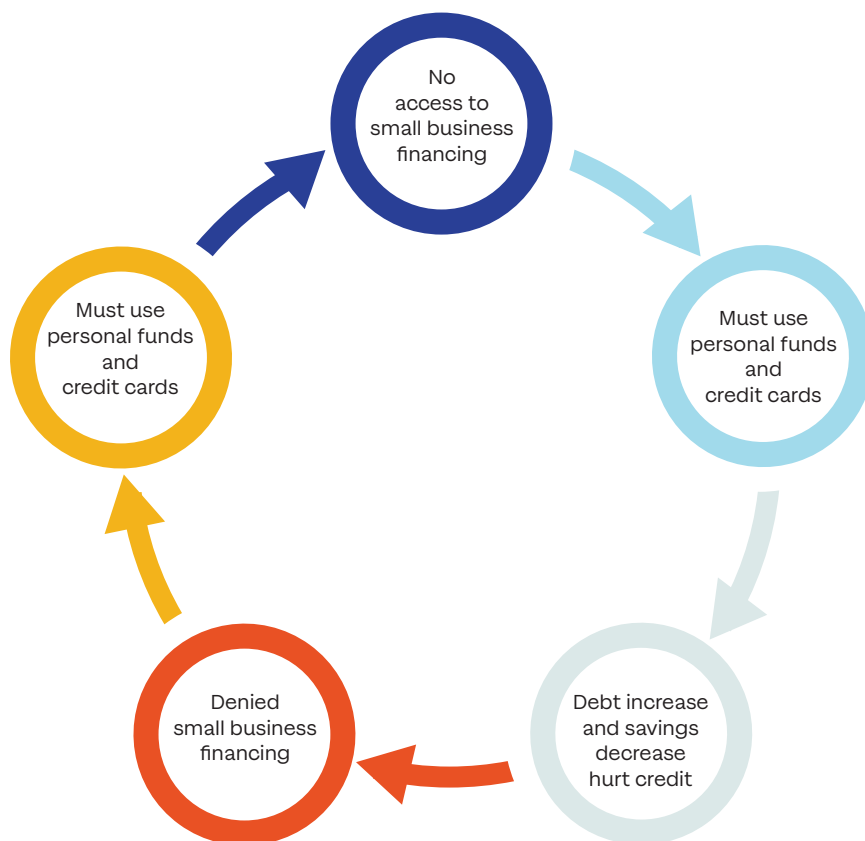 No
access to
small business
financing
Must use
personal funds
and
credit cards
Debt increase
and savings
decrease
hurt credit
Denied
small business
financing
Must use
personal funds
and
credit cards